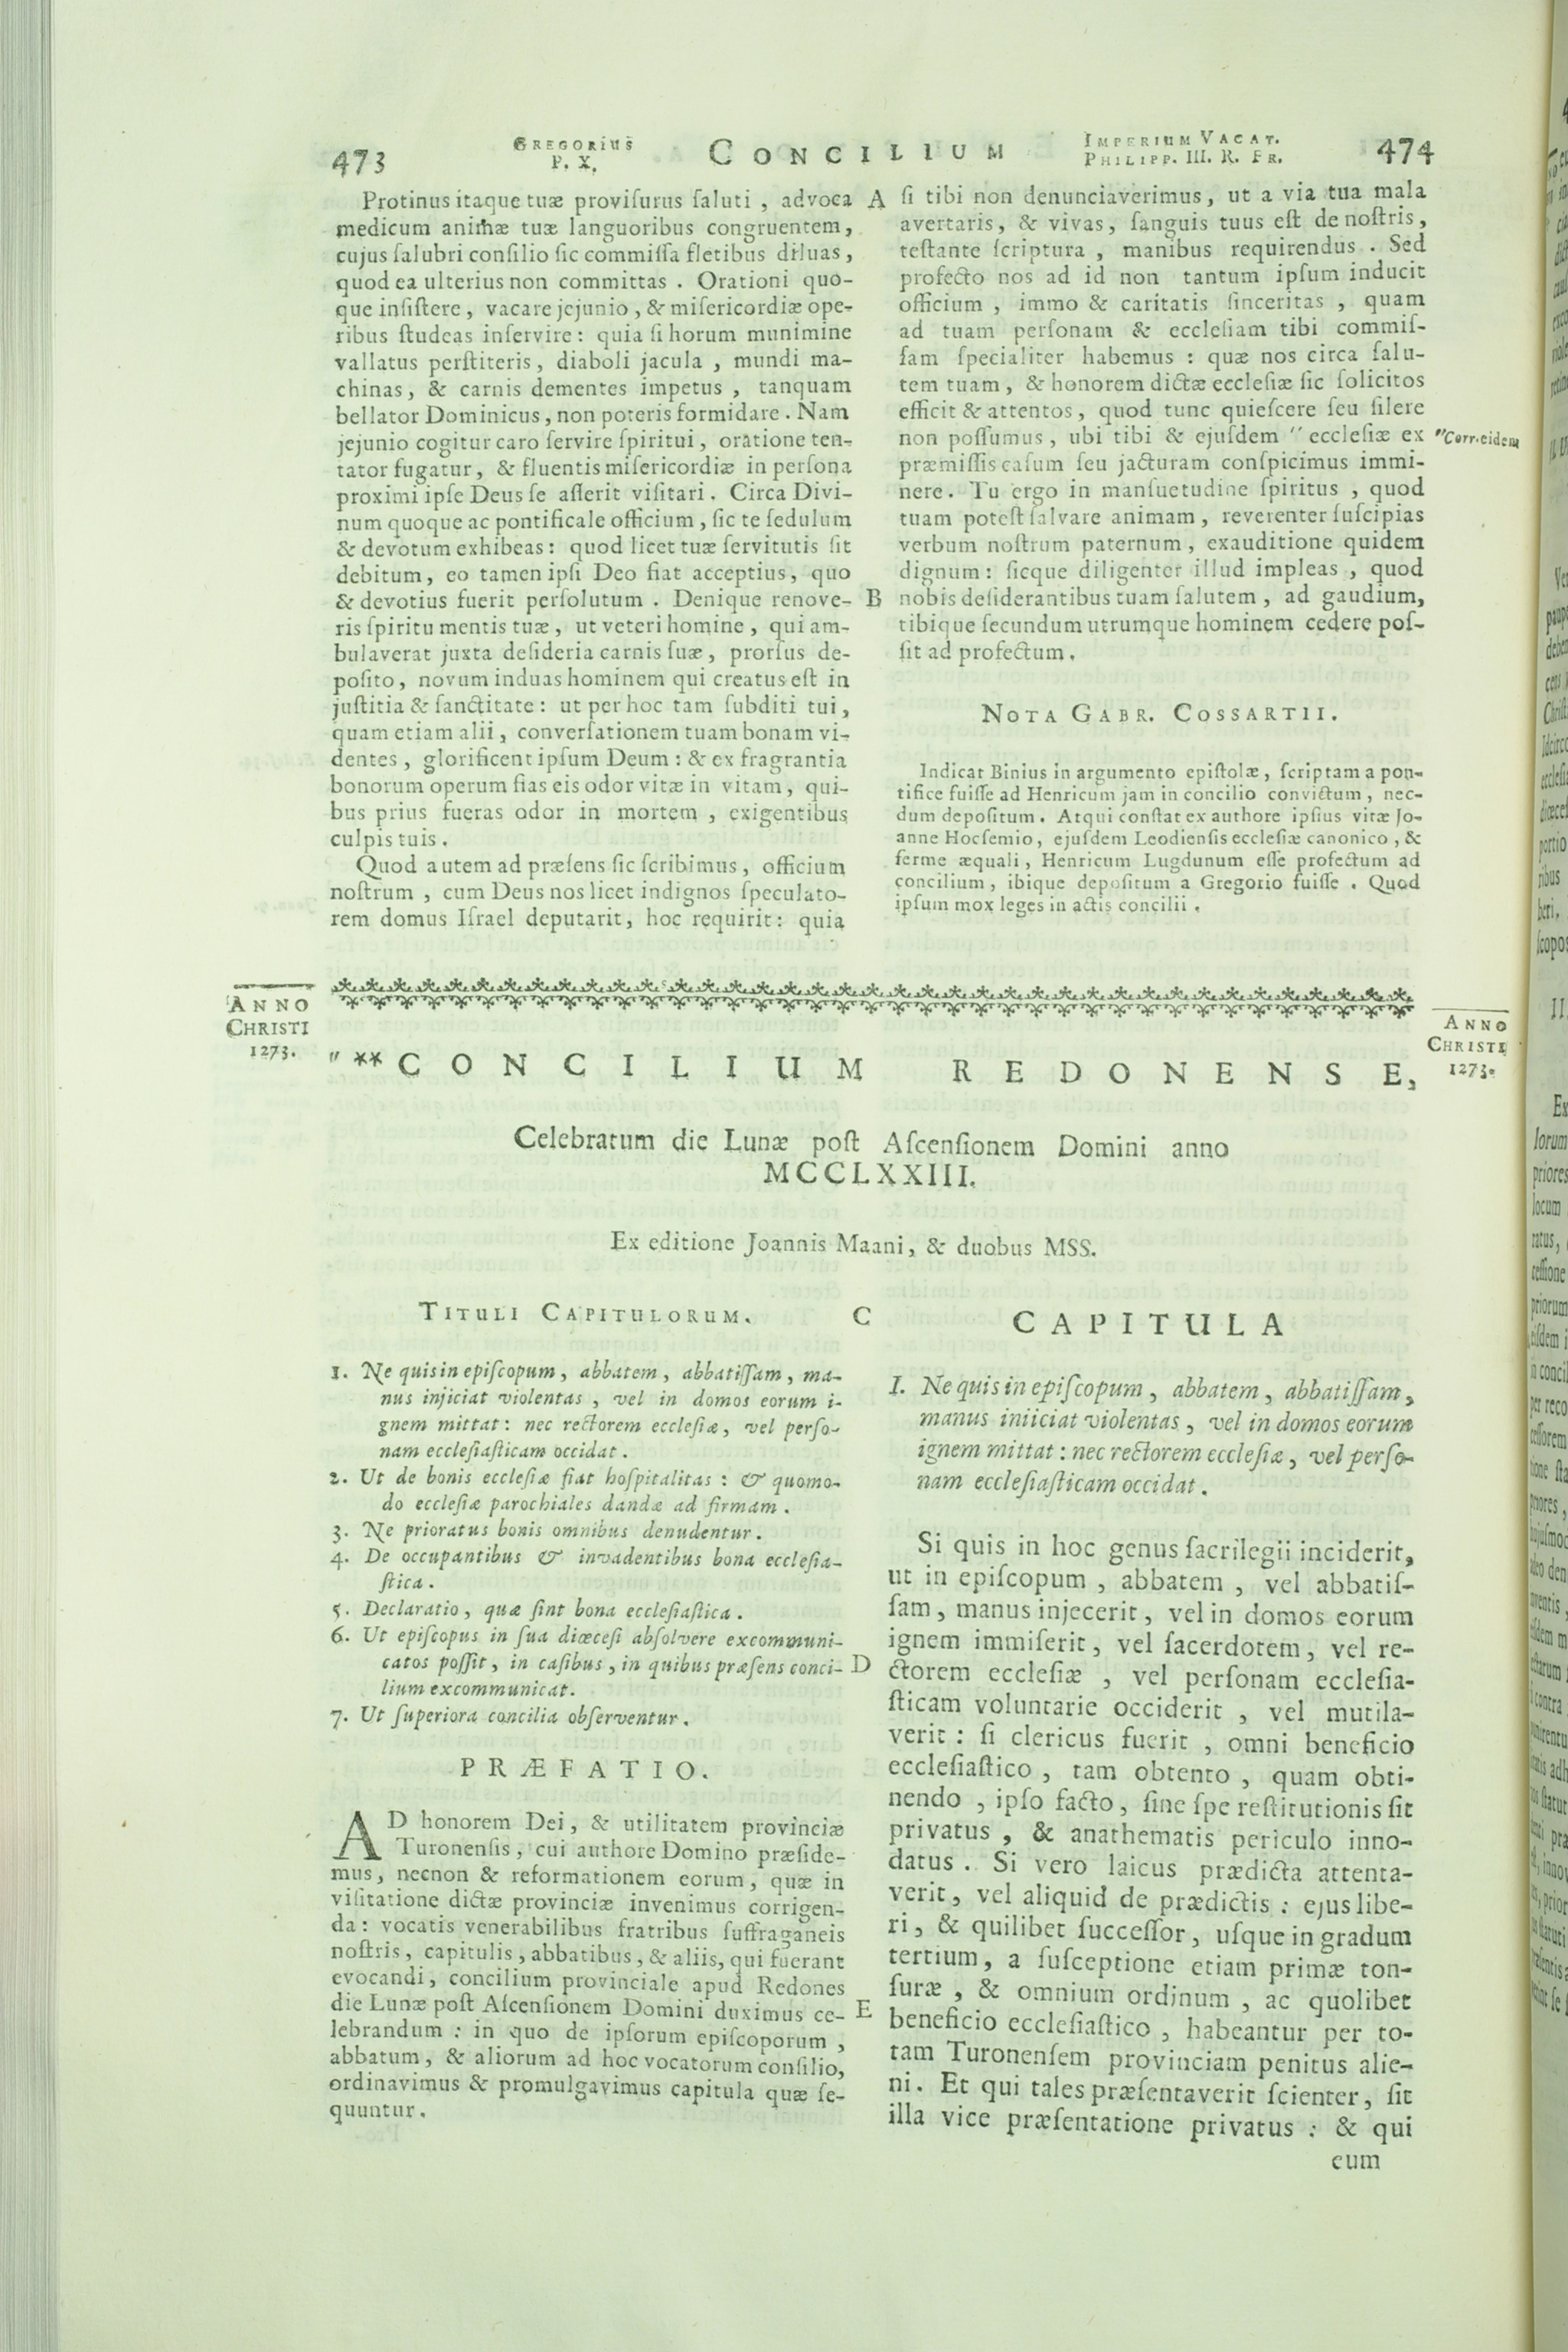 473 GREGORIUS P. X. CONCILIUM IMPERIUM VACAT. PHILIPP. III. R. FR. 474
Protinus itaque tuæ proviſurus ſaluti , advoca
medicum animæ tuæ languoribus congruentem,
cujus ſalubri conſilio ſic commiſſa fletibus diluas,
quod ea ulterius non committas . Orationi quo-
que inſiſtere, vacare jejunio , & miſericordiæ ope-
ribus ſtudeas inſervire: quia ſi horum munimine
vallatus perſtiteris, diaboli jacula , mundi ma-
chinas, & carnis dementes impetus , tanquam
bellator Dominicus, non poteris formidare . Nam
jejunio cogitur caro ſervire ſpiritui, oratione ten-
tator fugatur, & fluentis miſericordiæ in perſona
proximi ipſe Deus ſe aſſerit viſitari. Circa Divi-
num quoque ac pontificale officium, ſic te ſedulum
& devotum exhibeas: quod licet tuæ ſervitutis ſit
debitum, eo tamen ipſi Deo fiat acceptius, quo
& devotius fuerit perſolutum . Denique renove-
ris ſpiritu mentis tuæ, ut veteri homine, qui am-
bulaverat juxta deſideria carnis ſuæ, prorſus de-
poſito, novum induas hominem qui creatus eſt in
juſtitia & ſanctitate: ut per hoc tam ſubditi tui,
quam etiam alii, converſationem tuam bonam vi-
dentes, glorificent ipſum Deum : & ex fragrantia
bonorum operum fias eis odor vitæ in vitam, qui-
bus prius fueras odor in mortem , exigentibus
culpis tuis.
Quod autem ad præſens ſic ſcribimus, officium
noſtrum , cum Deus nos licet indignos ſpeculato-
rem domus Iſrael deputarit, hoc requirit: quia
A
B
ſi tibi non denunciaverimus, ut a via tua mala
avertaris, & vivas, ſanguis tuus eſt de noſtris,
teſtante ſcriptura , manibus requirendus . Sed
profecto nos ad id non tantum ipſum inducit
officium , immo & caritatis ſinceritas , quam
ad tuam perſonam & eccleſiam tibi commiſ-
ſam ſpecialiter habemus : quæ nos circa ſalu-
tem tuam, & honorem dictæ eccleſiæ ſic ſolicitos
efficit & attentos, quod tunc quieſcere ſeu ſilere
non poſſumus, ubi tibi & ejuſdem " eccleſiæ ex
præmiſſis caſum ſeu jacturam conſpicimus immi-
nere. Tu ergo in manſuetudine ſpiritus , quod
tuam poteſt ſalvare animam, reverenter ſuſcipias
verbum noſtrum paternum, exauditione quidem
dignum: ſicque diligenter illud impleas , quod
nobis deſiderantibus tuam ſalutem, ad gaudium,
tibique ſecundum utrumque hominem cedere poſ-
ſit ad profectum.
"Corr. eidem
NOTA GABR. COSSARTII.
Indicat Binius in argumento epiſtolæ, ſcriptam a pon-
tifice fuiſſe ad Henricum jam in concilio convictum, nec-
dum depoſitum. Atqui conſtat ex authore ipſius vitæ Jo-
anne Hocſemio, ejuſdem Leodienſis eccleſiæ canonico, &
ferme æquali, Henricum Lugdunum eſſe profectum ad
concilium, ibique depoſitum a Gregorio fuiſſe . Quod
ipſum mox leges in actis concilii .
ANNO
CHRISTI
1273.
ANNO
CHRISTI
1273.
" ** CONCILIUM REDONENSE,
Celebratum die Lunæ poſt Aſcenſionem Domini anno
MCCLXXIII.
Ex editione Joannis Maani, & duobus MSS.
TITULI CAPITULORUM.
1. Ne quis in epiſcopum, abbatem, abbatiſſam, ma-
nus injiciat violentas , vel in domos eorum i-
gnem mittat: nec rectorem eccleſiæ, vel perſo-
nam eccleſiaſticam occidat.
2. Ut de bonis eccleſiæ fiat hoſpitalitas : & quomo-
do eccleſiæ parochiales dandæ ad firmam.
3. Ne prioratus bonis omnibus denudentur.
4. De occupantibus & invadentibus bona eccleſia-
ſtica.
5. Declaratio, quæ ſint bona eccleſiaſtica.
6. Ut epiſcopus in ſua diœceſi abſolvere excommuni-
catos poſſit, in caſibus, in quibus præſens conci-
lium excommunicat.
7. Ut ſuperiora concilia obſerventur.
PRÆFATIO.
AD honorem Dei, & utilitatem provinciæ
Turonenſis, cui authore Domino præſide-
mus, necnon & reformationem eorum, quæ in
viſitatione dictæ provinciæ invenimus corrigen-
da: vocatis venerabilibus fratribus ſuffraganeis
noſtris, capitulis, abbatibus, & aliis, qui fuerant
evocandi, concilium provinciale apud Redones
die Lunæ poſt Aſcenſionem Domini duximus ce-
lebrandum : in quo de ipſorum epiſcoporum ,
abbatum, & aliorum ad hoc vocatorum conſilio,
ordinavimus & promulgavimus capitula quæ ſe-
quuntur.
C
D
E
CAPITULA
I. Ne quis in epiſcopum, abbatem, abbatiſſam,
manus iniiciat violentas, vel in domos eorum
ignem mittat : nec rectorem eccleſiæ, vel perſo-
nam eccleſiaſticam occidat.
Si quis in hoc genus ſacrilegii inciderit,
ut in epiſcopum , abbatem , vel abbatiſ-
ſam, manus injecerit, vel in domos eorum
ignem immiſerit, vel ſacerdotem, vel re-
ctorem eccleſiæ , vel perſonam eccleſia-
ſticam voluntarie occiderit , vel mutila-
verit : ſi clericus fuerit , omni beneficio
eccleſiaſtico , tam obtento , quam obti-
nendo , ipſo facto, ſine ſpe reſtitutionis ſit
privatus , & anathematis periculo inno-
datus . Si vero laicus prædicta attenta-
verit, vel aliquid de prædictis : ejus libe-
ri, & quilibet ſucceſſor, uſque in gradum
tertium, a ſuſceptione etiam primæ ton-
ſuræ , & omnium ordinum , ac quolibet
beneficio eccleſiaſtico , habeantur per to-
tam Turonenſem provinciam penitus alie-
ni. Et qui tales præſentaverit ſcienter, ſit
illa vice præſentatione privatus : & qui
eum